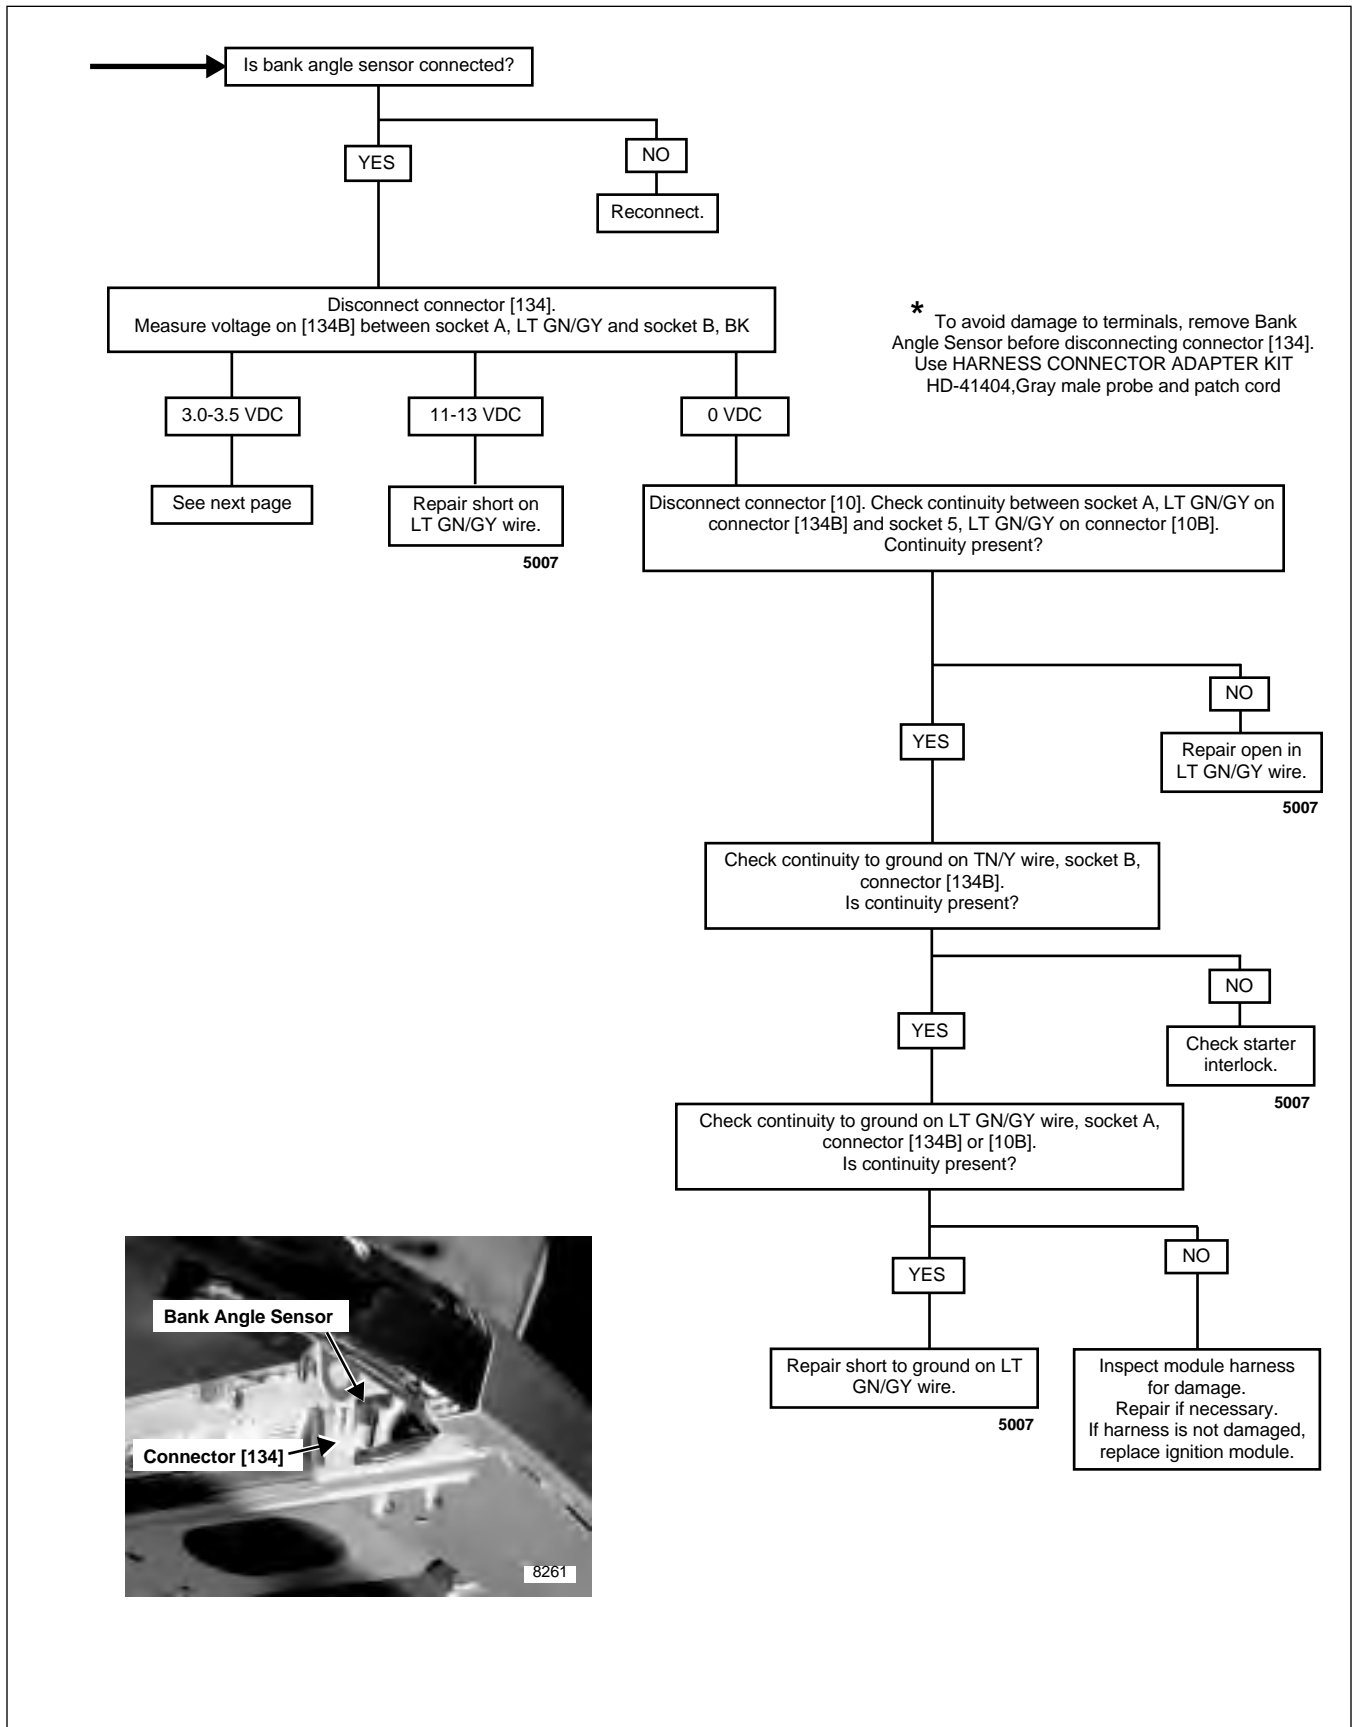 Is bank angle sensor connected?
YES
NO
Reconnect.
Disconnect connector [134].
Measure voltage on [134B] between socket A, LT GN/GY and socket B, BK
* To avoid damage to terminals, remove Bank
Angle Sensor before disconnecting connector [134].
Use HARNESS CONNECTOR ADAPTER KIT
HD-41404,Gray male probe and patch cord
3.0-3.5 VDC
11-13 VDC
0 VDC
See next page
Repair short on
LT GN/GY wire.
5007
Disconnect connector [10]. Check continuity between socket A, LT GN/GY on
connector [134B] and socket 5, LT GN/GY on connector [10B].
Continuity present?
YES
NO
Repair open in
LT GN/GY wire.
5007
Check continuity to ground on TN/Y wire, socket B,
connector [134B].
Is continuity present?
YES
NO
Check starter
interlock.
5007
Check continuity to ground on LT GN/GY wire, socket A,
connector [134B] or [10B].
Is continuity present?
YES
NO
Repair short to ground on LT
GN/GY wire.
5007
Inspect module harness
for damage.
Repair if necessary.
If harness is not damaged,
replace ignition module.
Bank Angle Sensor
Connector [134]
8261